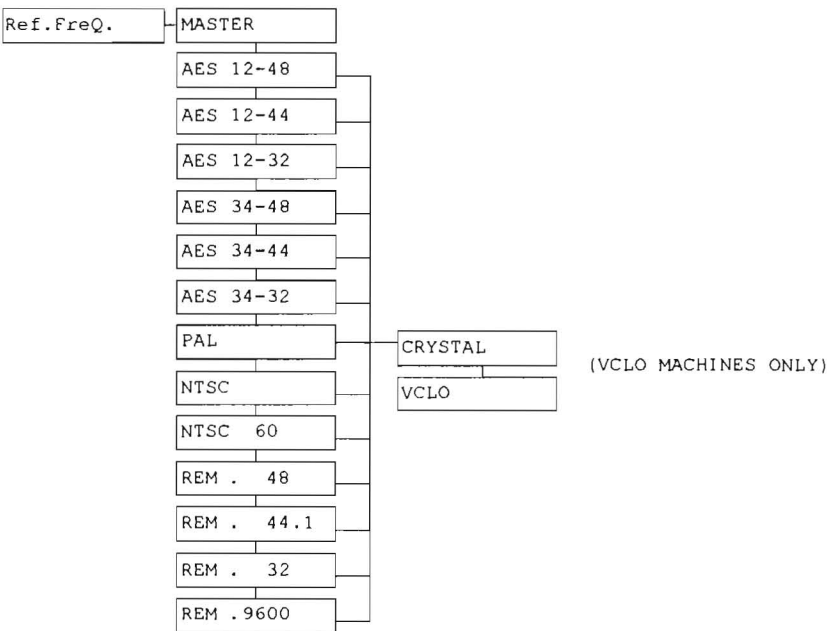 Ref.FreQ.
MASTER
AES 12-48
AES 12-44
AES 12-32
AES 34-48
AES 34-44
AES 34-32
PAL
CRYSTAL
(VCLO MACHINES ONLY)
NTSC
VCLO
NTSC 60
REM . 48
REM . 44.1
REM . 32
REM .9600